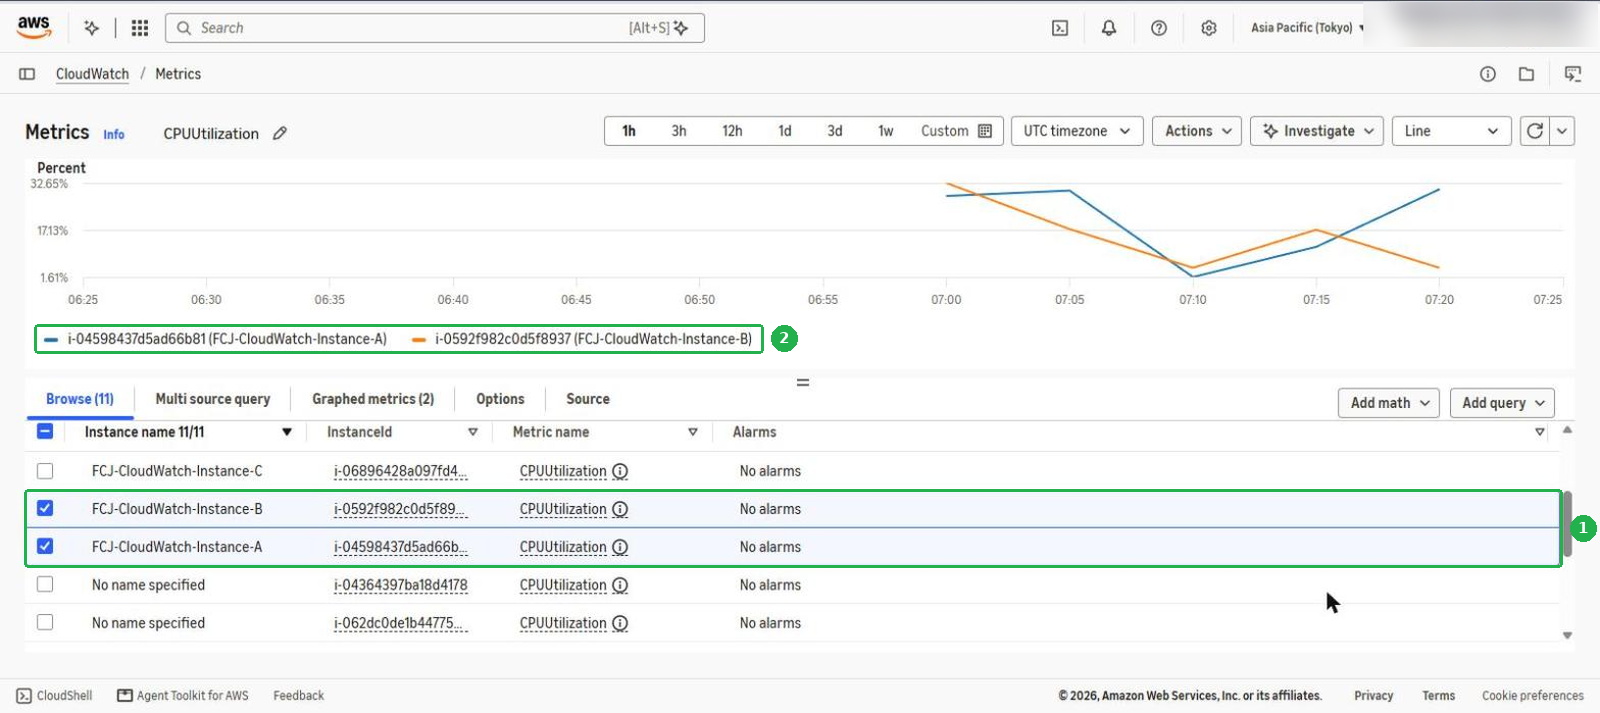 aws Search [Alt+S] Asia Pacific (Tokyo)
CloudWatch / Metrics
Metrics Info CPUUtilization 1h 3h 12h 1d 3d 1w Custom UTC timezone Actions Investigate Line
Percent
32.65%
17.13%
1.61%
06:25 06:30 06:35 06:40 06:45 06:50 06:55 07:00 07:05 07:10 07:15 07:20 07:25
i-04598437d5ad66b81 (FCJ-CloudWatch-Instance-A) i-0592f982c0d5f8937 (FCJ-CloudWatch-Instance-B) 2
Browse (11) Multi source query Graphed metrics (2) Options Source Add math Add query
Instance name 11/11 InstanceId Metric name Alarms
FCJ-CloudWatch-Instance-C i-06896428a097fd4... CPUUtilization No alarms
FCJ-CloudWatch-Instance-B i-0592f982c0d5f89... CPUUtilization No alarms
1
FCJ-CloudWatch-Instance-A i-04598437d5ad66b... CPUUtilization No alarms
No name specified i-04364397ba18d4178 CPUUtilization No alarms
No name specified i-062dc0de1b44775... CPUUtilization No alarms
CloudShell Agent Toolkit for AWS Feedback © 2026, Amazon Web Services, Inc. or its affiliates. Privacy Terms Cookie preferences